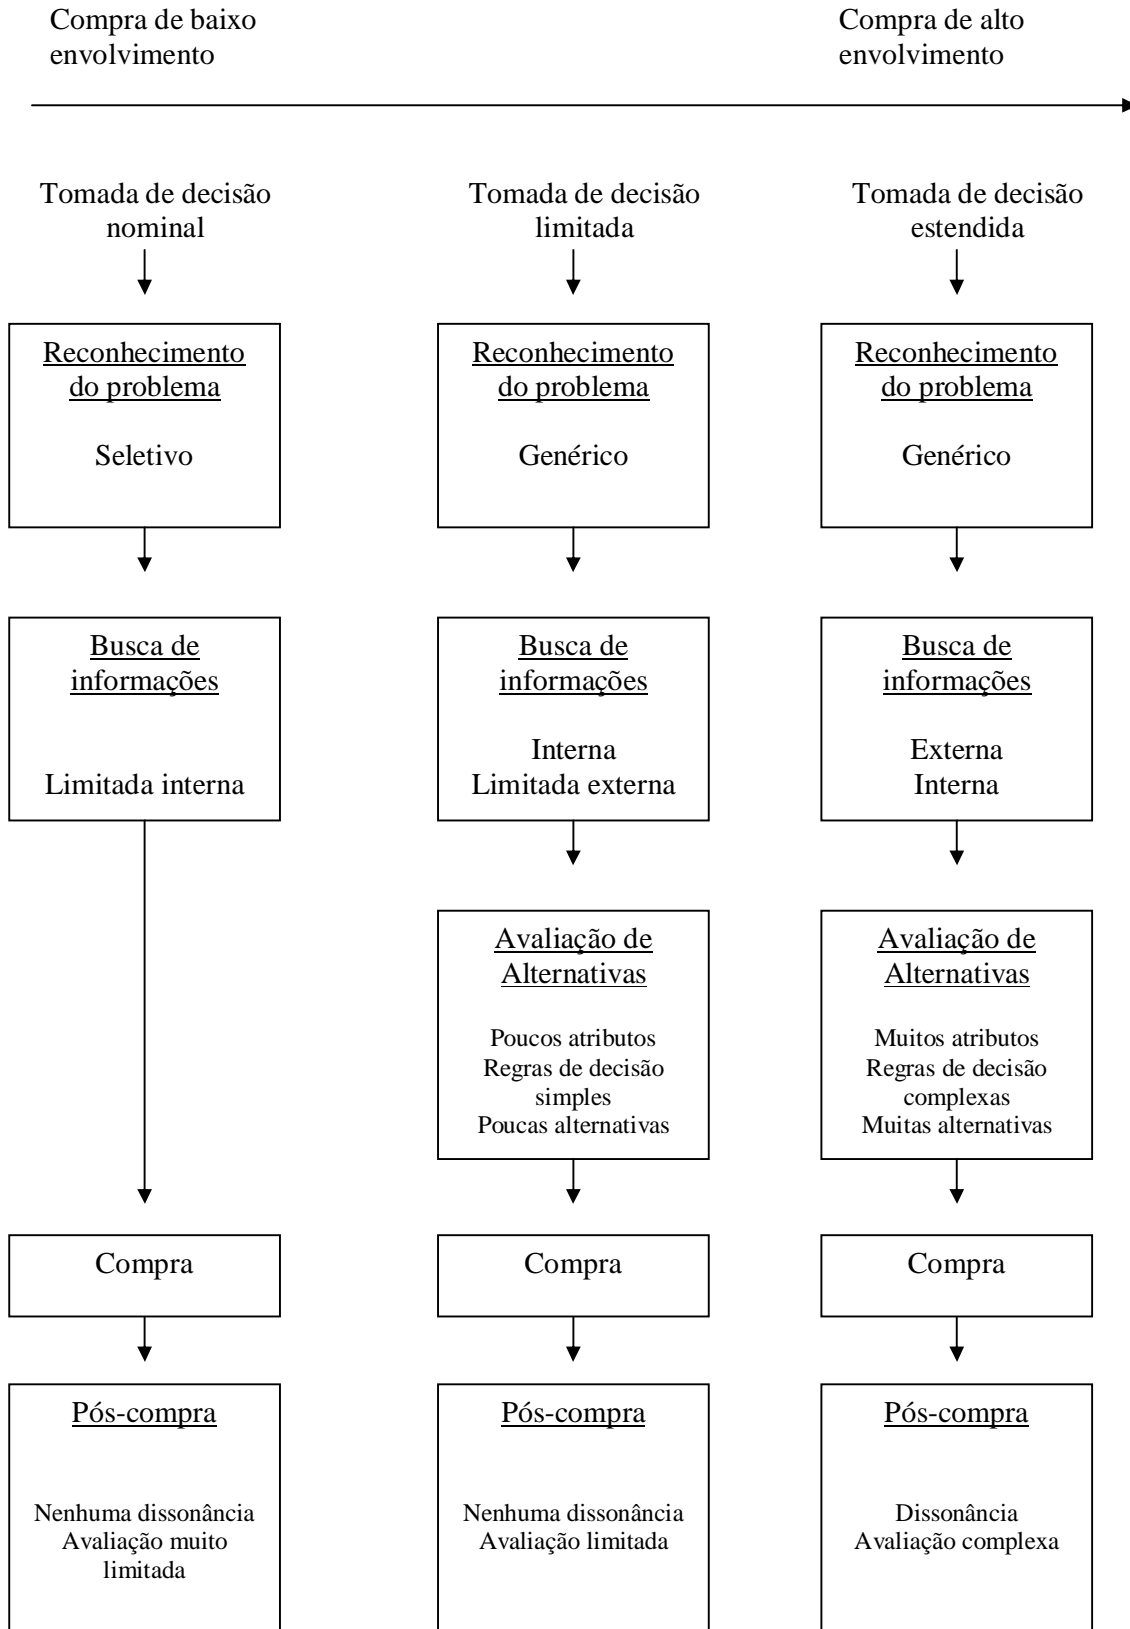 Compra de baixo
envolvimento
Compra de alto
envolvimento
Tomada de decisão
nominal
Tomada de decisão
limitada
Tomada de decisão
estendida
Reconhecimento
do problema
Seletivo
Reconhecimento
do problema
Genérico
Reconhecimento
do problema
Genérico
Busca de
informações
Limitada interna
Busca de
informações
Interna
Limitada externa
Busca de
informações
Externa
Interna
Avaliação de
Alternativas
Poucos atributos
Regras de decisão
simples
Poucas alternativas
Avaliação de
Alternativas
Muitos atributos
Regras de decisão
complexas
Muitas alternativas
Compra
Compra
Compra
Pós-compra
Nenhuma dissonância
Avaliação muito
limitada
Pós-compra
Nenhuma dissonância
Avaliação limitada
Pós-compra
Dissonância
Avaliação complexa